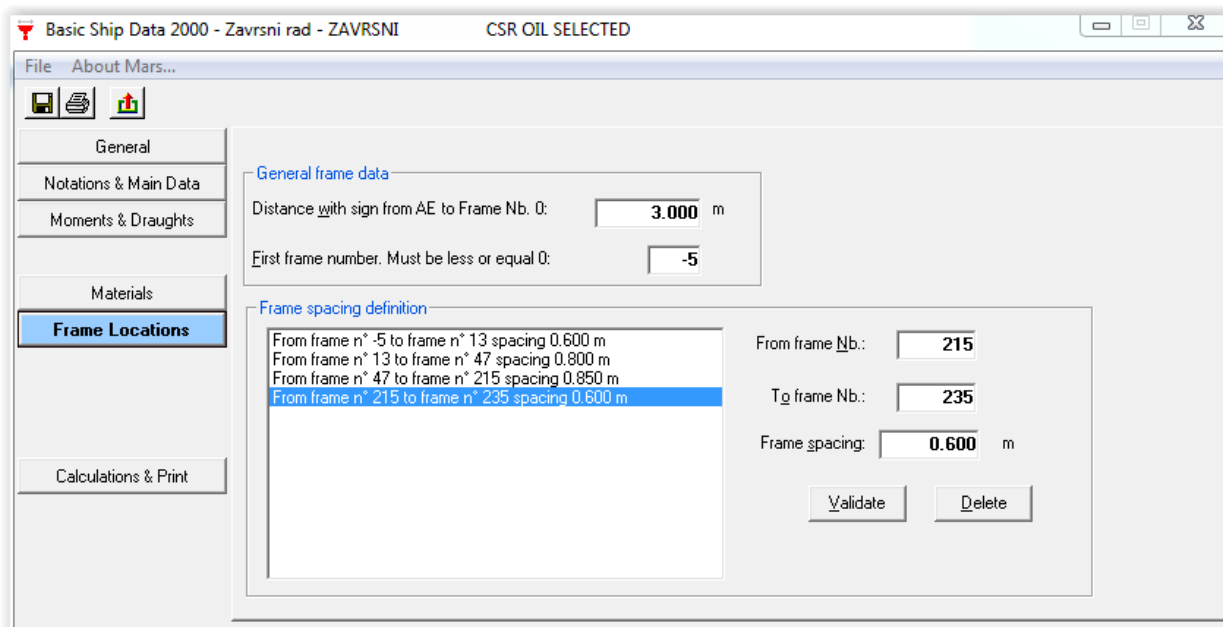 Basic Ship Data 2000 - Zavrsni rad - ZAVRSNI CSR OIL SELECTED
File About Mars...
General
Notations & Main Data
Moments & Draughts
Materials
Frame Locations
Calculations & Print
General frame data
Distance with sign from AE to Frame Nb. 0: 3.000 m
First frame number. Must be less or equal 0: -5
Frame spacing definition
From frame n° -5 to frame n° 13 spacing 0.600 m
From frame n° 13 to frame n° 47 spacing 0.800 m
From frame n° 47 to frame n° 215 spacing 0.850 m
From frame n° 215 to frame n° 235 spacing 0.600 m
From frame Nb.: 215
To frame Nb.: 235
Frame spacing: 0.600 m
Validate Delete